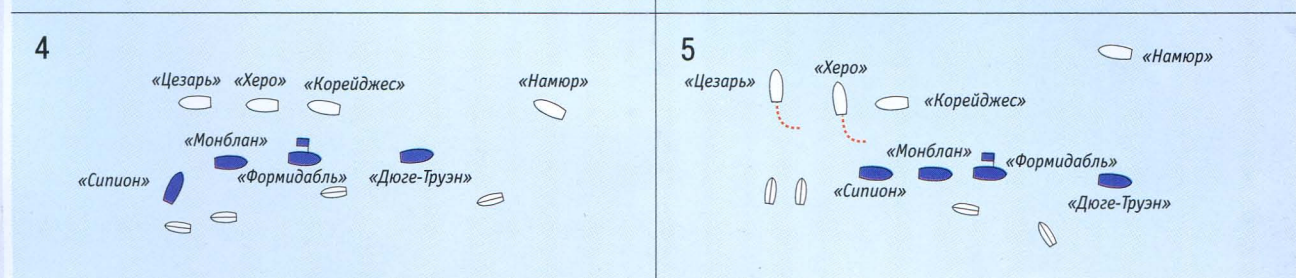 4
«Цезарь» «Херо» «Корейджес»
«Намюр»
«Монблан»
«Сипион»
«Формидабль»
«Дюге-Труэн»
5
«Намюр»
«Цезарь»
«Херо»
«Корейджес»
«Монблан»
«Формидабль»
«Сипион»
«Дюге-Труэн»